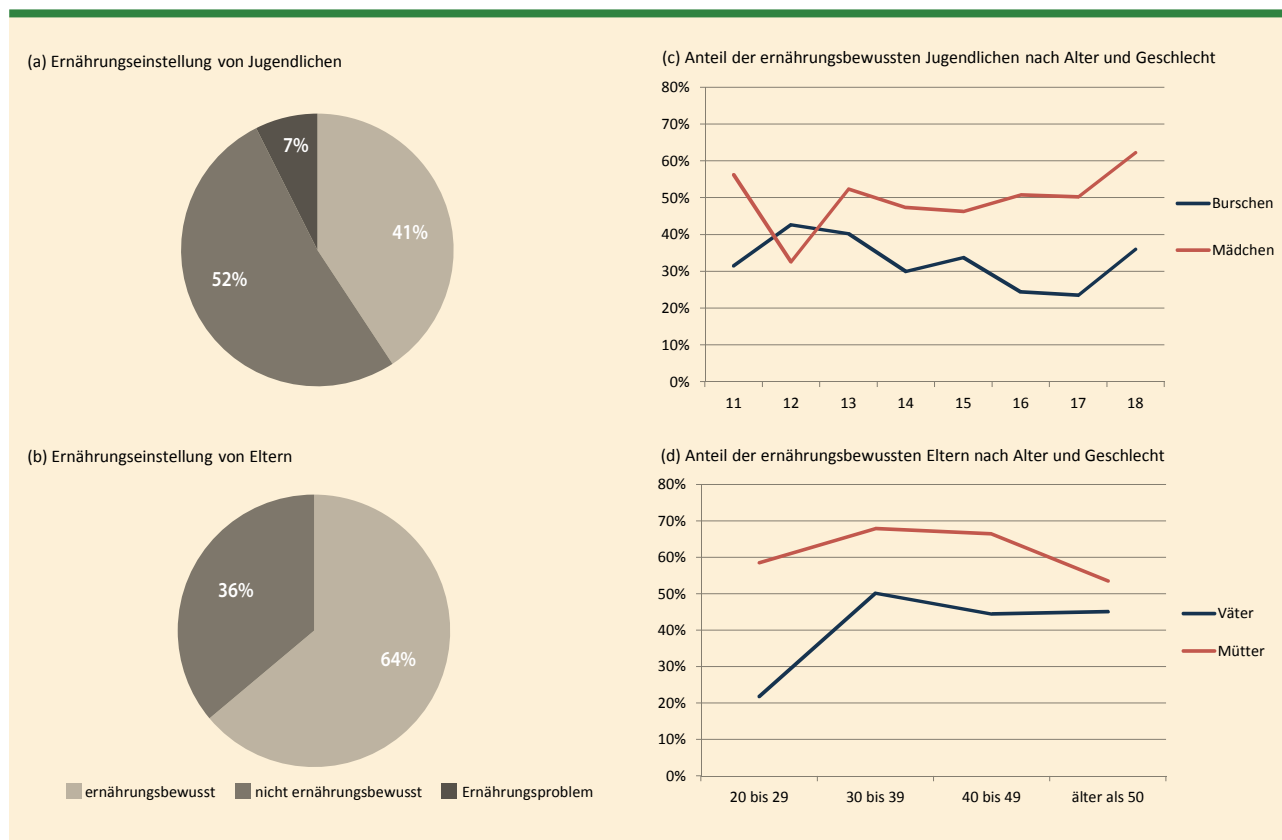 (a) Ernährungseinstellung von Jugendlichen
7%
41%
52%
(c) Anteil der ernährungsbewussten Jugendlichen nach Alter und Geschlecht
80%
70%
60%
50%
40%
30%
20%
10%
0%
11 12 13 14 15 16 17 18
Burschen
Mädchen
(b) Ernährungseinstellung von Eltern
36%
64%
ernährungsbewusst nicht ernährungsbewusst Ernährungsproblem
(d) Anteil der ernährungsbewussten Eltern nach Alter und Geschlecht
80%
70%
60%
50%
40%
30%
20%
10%
0%
20 bis 29 30 bis 39 40 bis 49 älter als 50
Väter
Mütter